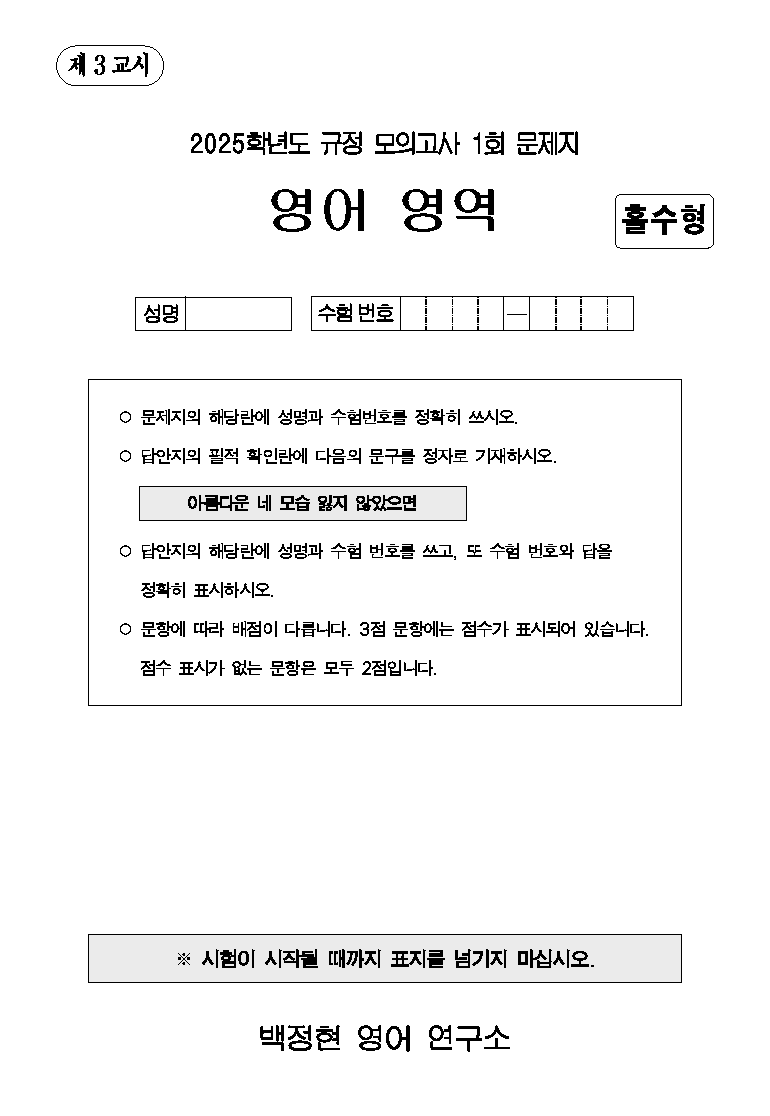 제 3 교시
2025학년도 규정 모의고사 1회 문제지
영어 영역
홀수형
성명
수험 번호
—
○ 문제지의 해당란에 성명과 수험번호를 정확히 쓰시오.
○ 답안지의 필적 확인란에 다음의 문구를 정자로 기재하시오.
아름다운 네 모습 잃지 않았으면
○ 답안지의 해당란에 성명과 수험 번호를 쓰고, 또 수험 번호와 답을
정확히 표시하시오.
○ 문항에 따라 배점이 다릅니다. 3점 문항에는 점수가 표시되어 있습니다.
점수 표시가 없는 문항은 모두 2점입니다.
※ 시험이 시작될 때까지 표지를 넘기지 마십시오.
백정현 영어 연구소